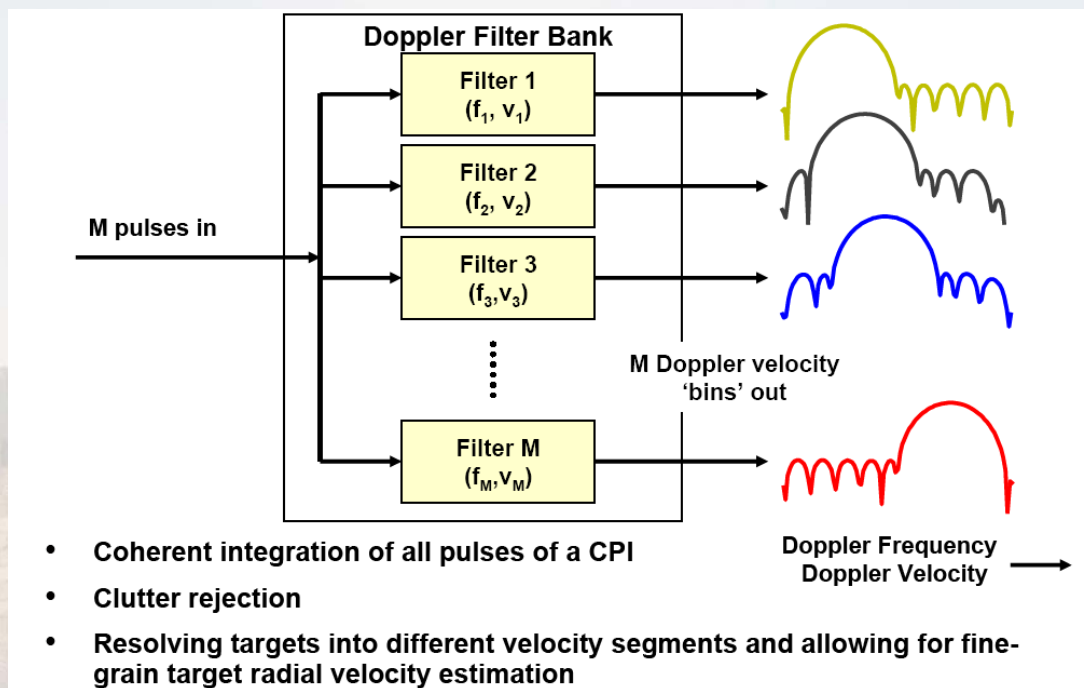 Doppler Filter Bank
Filter 1
(f₁, v₁)
Filter 2
(f₂, v₂)
M pulses in
Filter 3
(f₃,v₃)
M Doppler velocity
‘bins’ out
Filter M
(f_M,v_M)
Doppler Frequency
Doppler Velocity
• Coherent integration of all pulses of a CPI
• Clutter rejection
• Resolving targets into different velocity segments and allowing for fine-
grain target radial velocity estimation